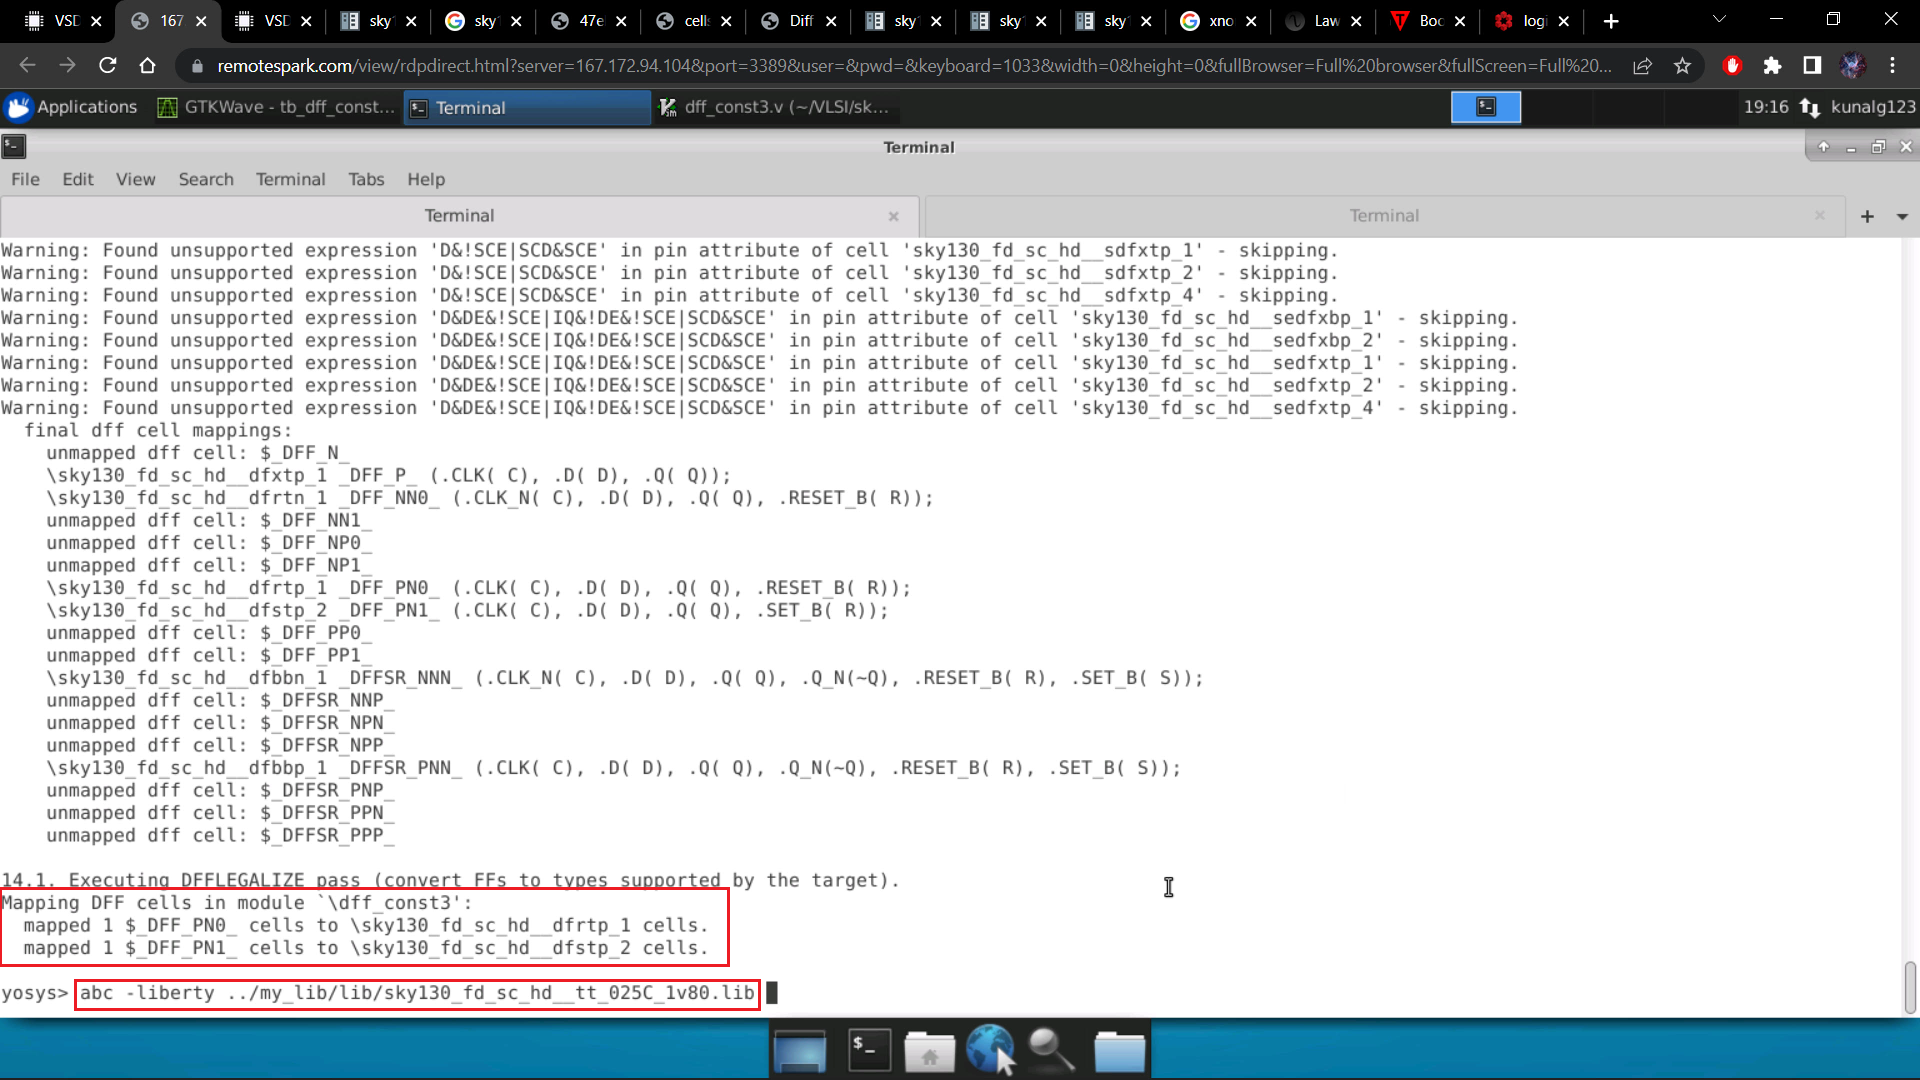 VSD
167
VSD
sky
sky
47e
cell
Diff
sky
sky
sky
xno
Law
Boc
logi
remotespark.com/view/rdpdirect.html?server=167.172.94.104&port=3389&user=&pwd=&keyboard=1033&width=0&height=0&fullBrowser=Full%20browser&fullScreen=Full%20...
Applications
GTKWave - tb_dff_const...
Terminal
dff_const3.v (~/VLSI/sk...
19:16
kunalg123
Terminal
File Edit View Search Terminal Tabs Help
Terminal
Terminal
Warning: Found unsupported expression 'D&!SCE|SCD&SCE' in pin attribute of cell 'sky130_fd_sc_hd__sdfxtp_1' - skipping.
Warning: Found unsupported expression 'D&!SCE|SCD&SCE' in pin attribute of cell 'sky130_fd_sc_hd__sdfxtp_2' - skipping.
Warning: Found unsupported expression 'D&!SCE|SCD&SCE' in pin attribute of cell 'sky130_fd_sc_hd__sdfxtp_4' - skipping.
Warning: Found unsupported expression 'D&DE&!SCE|IQ&!DE&!SCE|SCD&SCE' in pin attribute of cell 'sky130_fd_sc_hd__sedfxbp_1' - skipping.
Warning: Found unsupported expression 'D&DE&!SCE|IQ&!DE&!SCE|SCD&SCE' in pin attribute of cell 'sky130_fd_sc_hd__sedfxbp_2' - skipping.
Warning: Found unsupported expression 'D&DE&!SCE|IQ&!DE&!SCE|SCD&SCE' in pin attribute of cell 'sky130_fd_sc_hd__sedfxtp_1' - skipping.
Warning: Found unsupported expression 'D&DE&!SCE|IQ&!DE&!SCE|SCD&SCE' in pin attribute of cell 'sky130_fd_sc_hd__sedfxtp_2' - skipping.
Warning: Found unsupported expression 'D&DE&!SCE|IQ&!DE&!SCE|SCD&SCE' in pin attribute of cell 'sky130_fd_sc_hd__sedfxtp_4' - skipping.
final dff cell mappings:
unmapped dff cell: $_DFF_N_
\sky130_fd_sc_hd__dfxtp_1 _DFF_P_ (.CLK( C), .D( D), .Q( Q));
\sky130_fd_sc_hd__dfrtn_1 _DFF_NN0_ (.CLK_N( C), .D( D), .Q( Q), .RESET_B( R));
unmapped dff cell: $_DFF_NN1_
unmapped dff cell: $_DFF_NP0_
unmapped dff cell: $_DFF_NP1_
\sky130_fd_sc_hd__dfrtp_1 _DFF_PN0_ (.CLK( C), .D( D), .Q( Q), .RESET_B( R));
\sky130_fd_sc_hd__dfstp_2 _DFF_PN1_ (.CLK( C), .D( D), .Q( Q), .SET_B( R));
unmapped dff cell: $_DFF_PP0_
unmapped dff cell: $_DFF_PP1_
\sky130_fd_sc_hd__dfbbn_1 _DFFSR_NNN_ (.CLK_N( C), .D( D), .Q( Q), .Q_N(~Q), .RESET_B( R), .SET_B( S));
unmapped dff cell: $_DFFSR_NNP_
unmapped dff cell: $_DFFSR_NPN_
unmapped dff cell: $_DFFSR_NPP_
\sky130_fd_sc_hd__dfbbp_1 _DFFSR_PNN_ (.CLK( C), .D( D), .Q( Q), .Q_N(~Q), .RESET_B( R), .SET_B( S));
unmapped dff cell: $_DFFSR_PNP_
unmapped dff cell: $_DFFSR_PPN_
unmapped dff cell: $_DFFSR_PPP_
14.1. Executing DFFLEGALIZE pass (convert FFs to types supported by the target).
Mapping DFF cells in module `\dff_const3':
mapped 1 $_DFF_PN0_ cells to \sky130_fd_sc_hd__dfrtp_1 cells.
mapped 1 $_DFF_PN1_ cells to \sky130_fd_sc_hd__dfstp_2 cells.
yosys> abc -liberty ../my_lib/lib/sky130_fd_sc_hd__tt_025C_1v80.lib